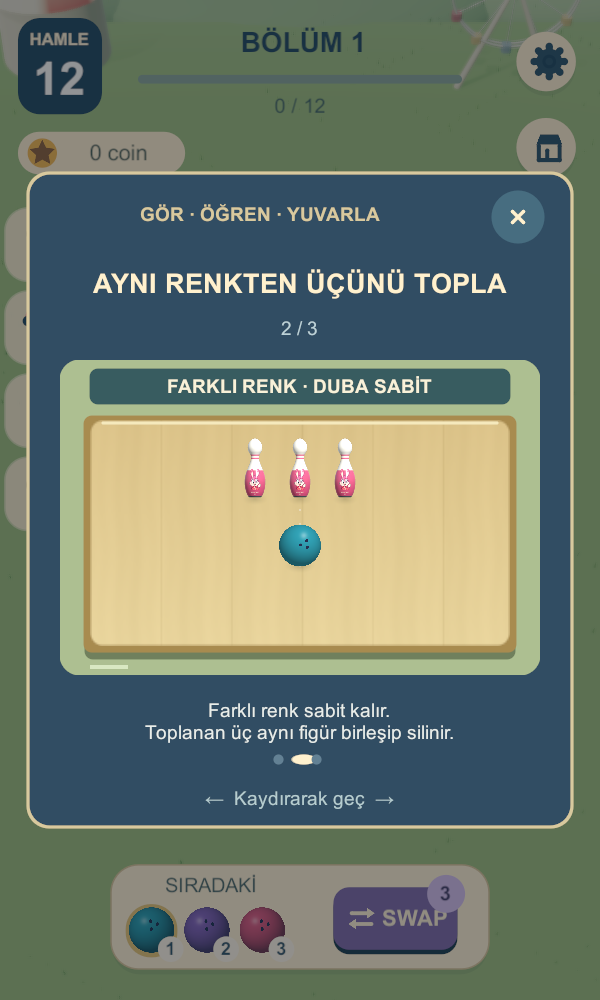 HAMLE
12
BÖLÜM 1
0 / 12
0 coin
GÖR · ÖĞREN · YUVARLA
×
AYNI RENKTEN ÜÇÜNÜ TOPLA
2 / 3
FARKLI RENK · DUBA SABİT
Farklı renk sabit kalır.
Toplanan üç aynı figür birleşip silinir.
← Kaydırarak geç →
SIRADAKİ
1
2
3
SWAP
3